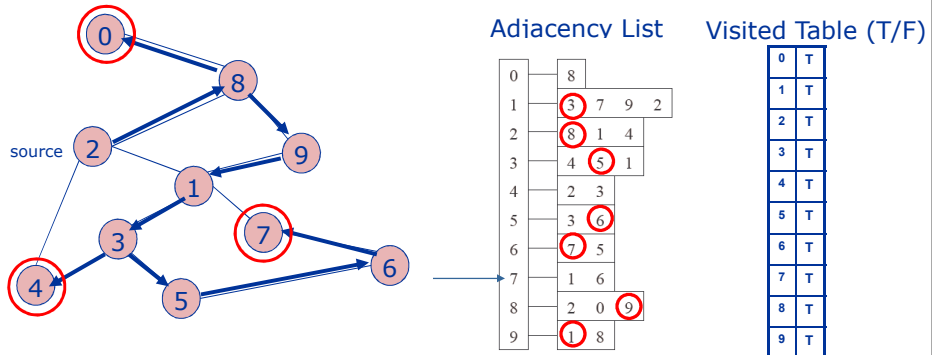 Adjacency List
Visited Table (T/F)
0
8
source
2
9
1
3
7
4
5
6
0 8
1 3 7 9 2
2 8 1 4
3 4 5 1
4 2 3
5 3 6
6 7 5
7 1 6
8 2 0 9
9 1 8
0 T
1 T
2 T
3 T
4 T
5 T
6 T
7 T
8 T
9 T